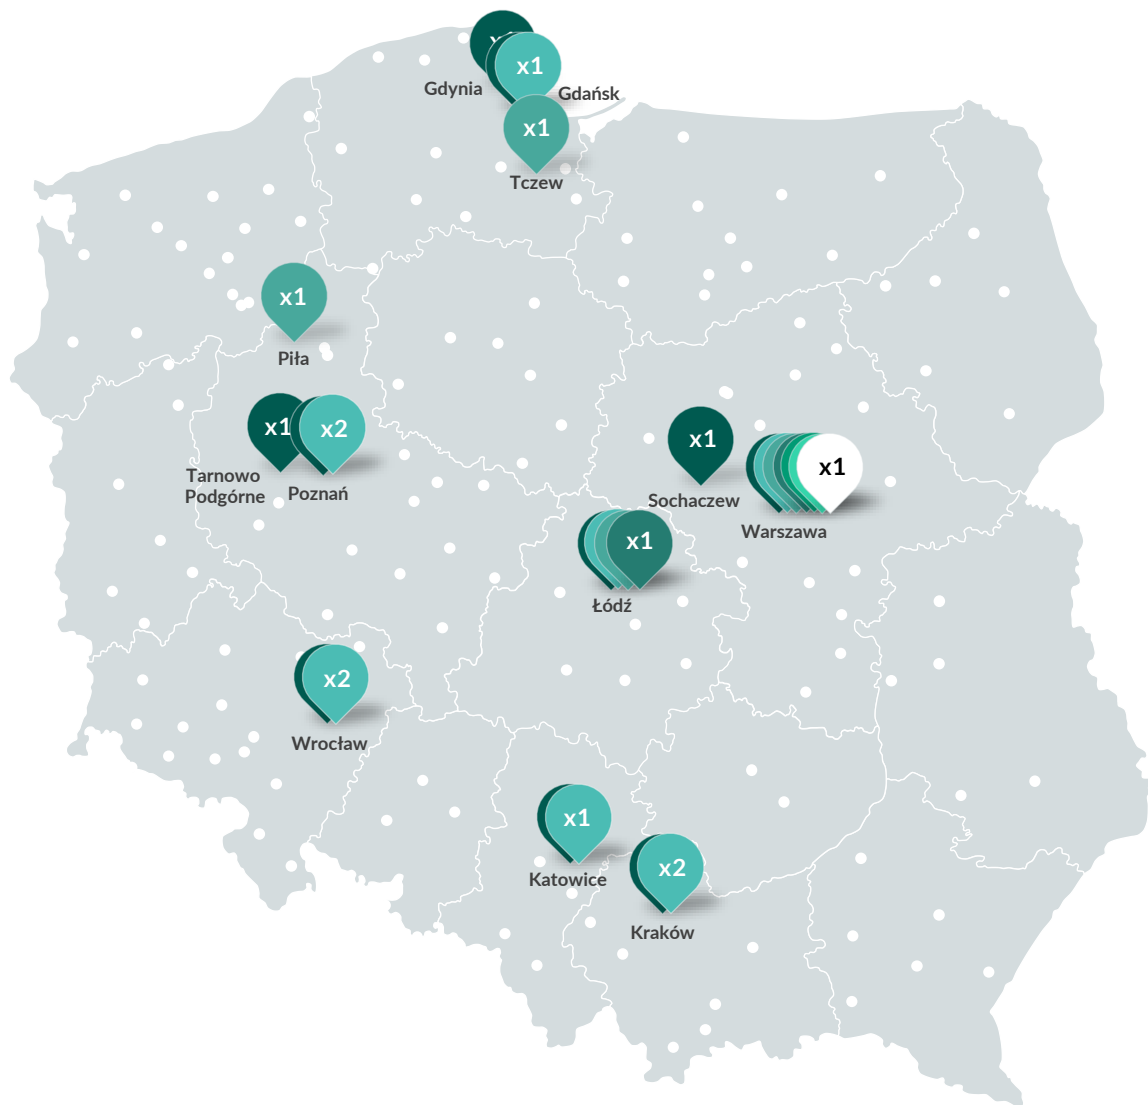 x1
Gdynia
Gdańsk
x1
Tczew
x1
Piła
x1
x2
Tarnowo
Podgórne
Poznań
x1
Sochaczew
x1
Warszawa
x1
Łódź
x2
Wrocław
x1
Katowice
x2
Kraków